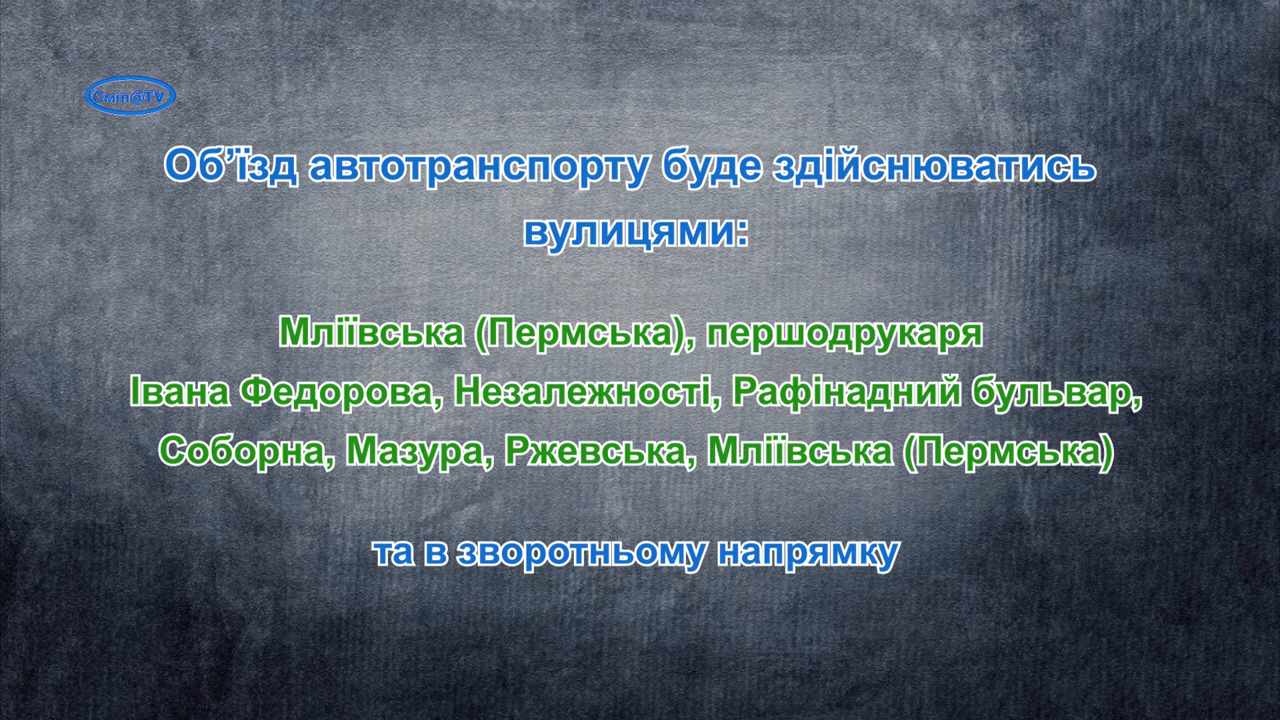 Сміл@TV
Об’їзд автотранспорту буде здійснюватись
вулицями:
Мліївська (Пермська), першодрукаря
Івана Федорова, Незалежності, Рафінадний бульвар,
Соборна, Мазура, Ржевська, Мліївська (Пермська)
та в зворотньому напрямку